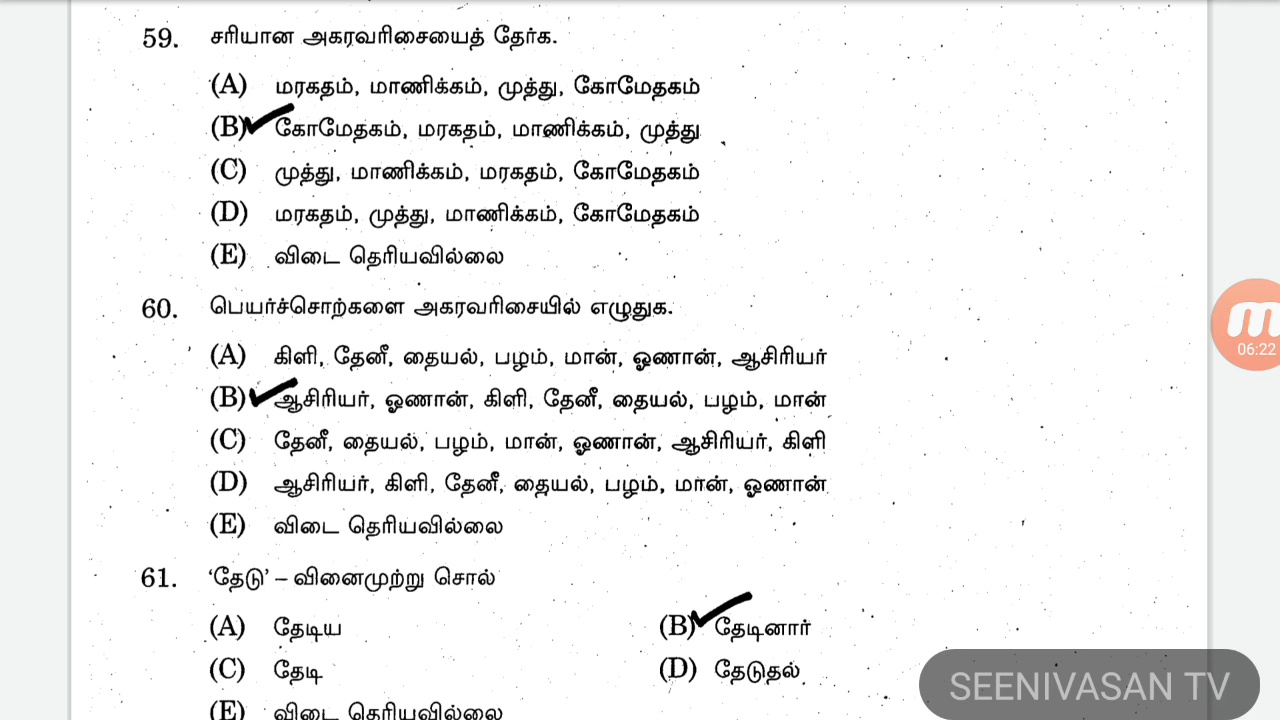 59. சரியான அகரவரிசையைத் தேர்க.
(A) மரகதம், மாணிக்கம், முத்து, கோமேதகம்
(B) கோமேதகம், மரகதம், மாணிக்கம், முத்து
(C) முத்து, மாணிக்கம், மரகதம், கோமேதகம்
(D) மரகதம், முத்து, மாணிக்கம், கோமேதகம்
(E) விடை தெரியவில்லை
60. பெயர்ச்சொற்களை அகரவரிசையில் எழுதுக.
(A) கிளி, தேனீ, தையல், பழம், மான், ஓணான், ஆசிரியர்
(B) ஆசிரியர், ஓணான், கிளி, தேனீ, தையல், பழம், மான்
(C) தேனீ, தையல், பழம், மான், ஓணான், ஆசிரியர், கிளி
(D) ஆசிரியர், கிளி, தேனீ, தையல், பழம், மான், ஓணான்
(E) விடை தெரியவில்லை
61. ‘தேடு’ – வினைமுற்று சொல்
(A) தேடிய (B) தேடினார்
(C) தேடி (D) தேடுதல்
(E) விடை தெரியவில்லை
06:22
SEENIVASAN TV